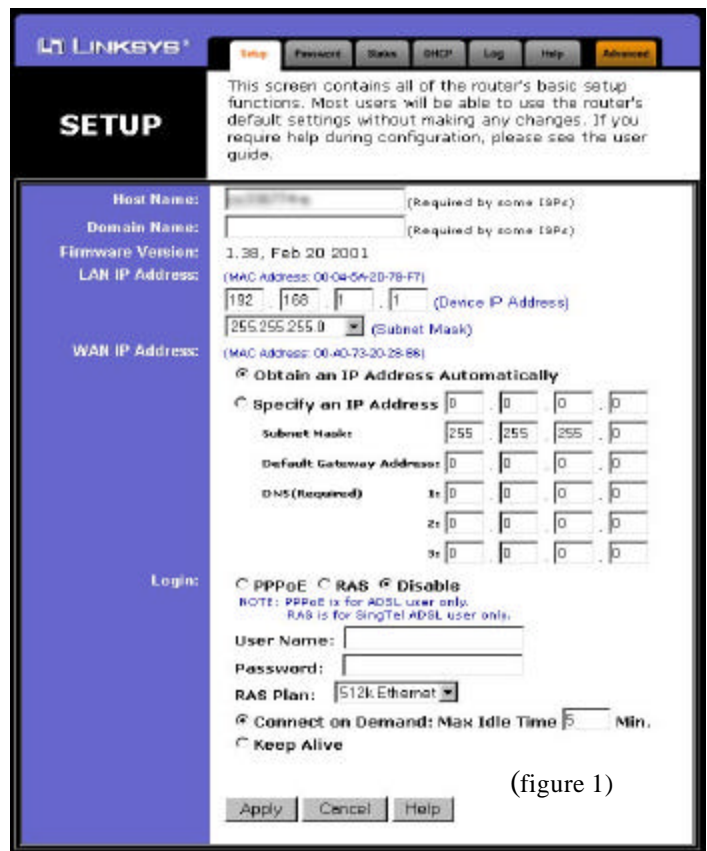 LINKSYS®
Setup Password Status DHCP Log Help Advanced
SETUP
This screen contains all of the router's basic setup
functions. Most users will be able to use the router's
default settings without making any changes. If you
require help during configuration, please see the user
guide.
Host Name: (Required by some ISPs)
Domain Name: (Required by some ISPs)
Firmware Version: 1.38, Feb 20 2001
LAN IP Address: (MAC Address: 00-04-5A-2D-78-F7)
192 . 168 . 1 . 1 (Device IP Address)
255.255.255.0 (Subnet Mask)
WAN IP Address: (MAC Address: 00-A0-73-20-28-)
Obtain an IP Address Automatically
Specify an IP Address 0 . 0 . 0 . 0
Subnet Mask: 255 . 255 . 255 . 0
Default Gateway Address: 0 . 0 . 0 . 0
DNS(Required) 1: 0 . 0 . 0 . 0
2: 0 . 0 . 0 . 0
3: 0 . 0 . 0 . 0
Login: PPPoE RAS Disable
NOTE: PPPoE is for ADSL user only.
RAS is for SingTel ADSL user only.
User Name:
Password:
RAS Plan: 512k Ethernet
Connect on Demand: Max Idle Time 5 Min.
Keep Alive
(figure 1)
Apply Cancel Help